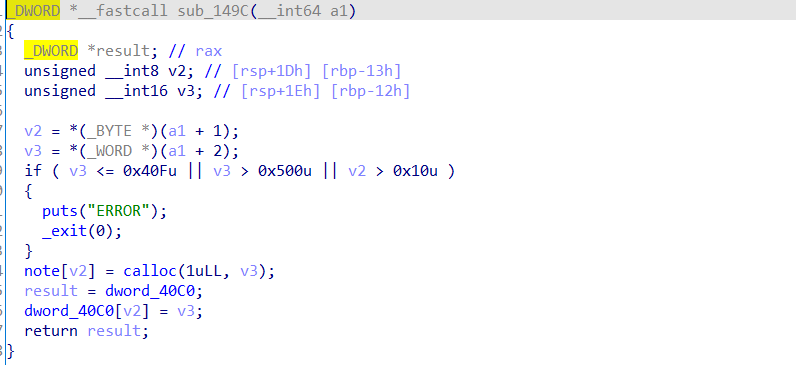 _DWORD *__fastcall sub_149C(__int64 a1)
{
_DWORD *result; // rax
unsigned __int8 v2; // [rsp+1Dh] [rbp-13h]
unsigned __int16 v3; // [rsp+1Eh] [rbp-12h]
v2 = *(_BYTE *)(a1 + 1);
v3 = *(_WORD *)(a1 + 2);
if ( v3 <= 0x40Fu || v3 > 0x500u || v2 > 0x10u )
{
puts("ERROR");
_exit(0);
}
note[v2] = calloc(1uLL, v3);
result = dword_40C0;
dword_40C0[v2] = v3;
return result;
}